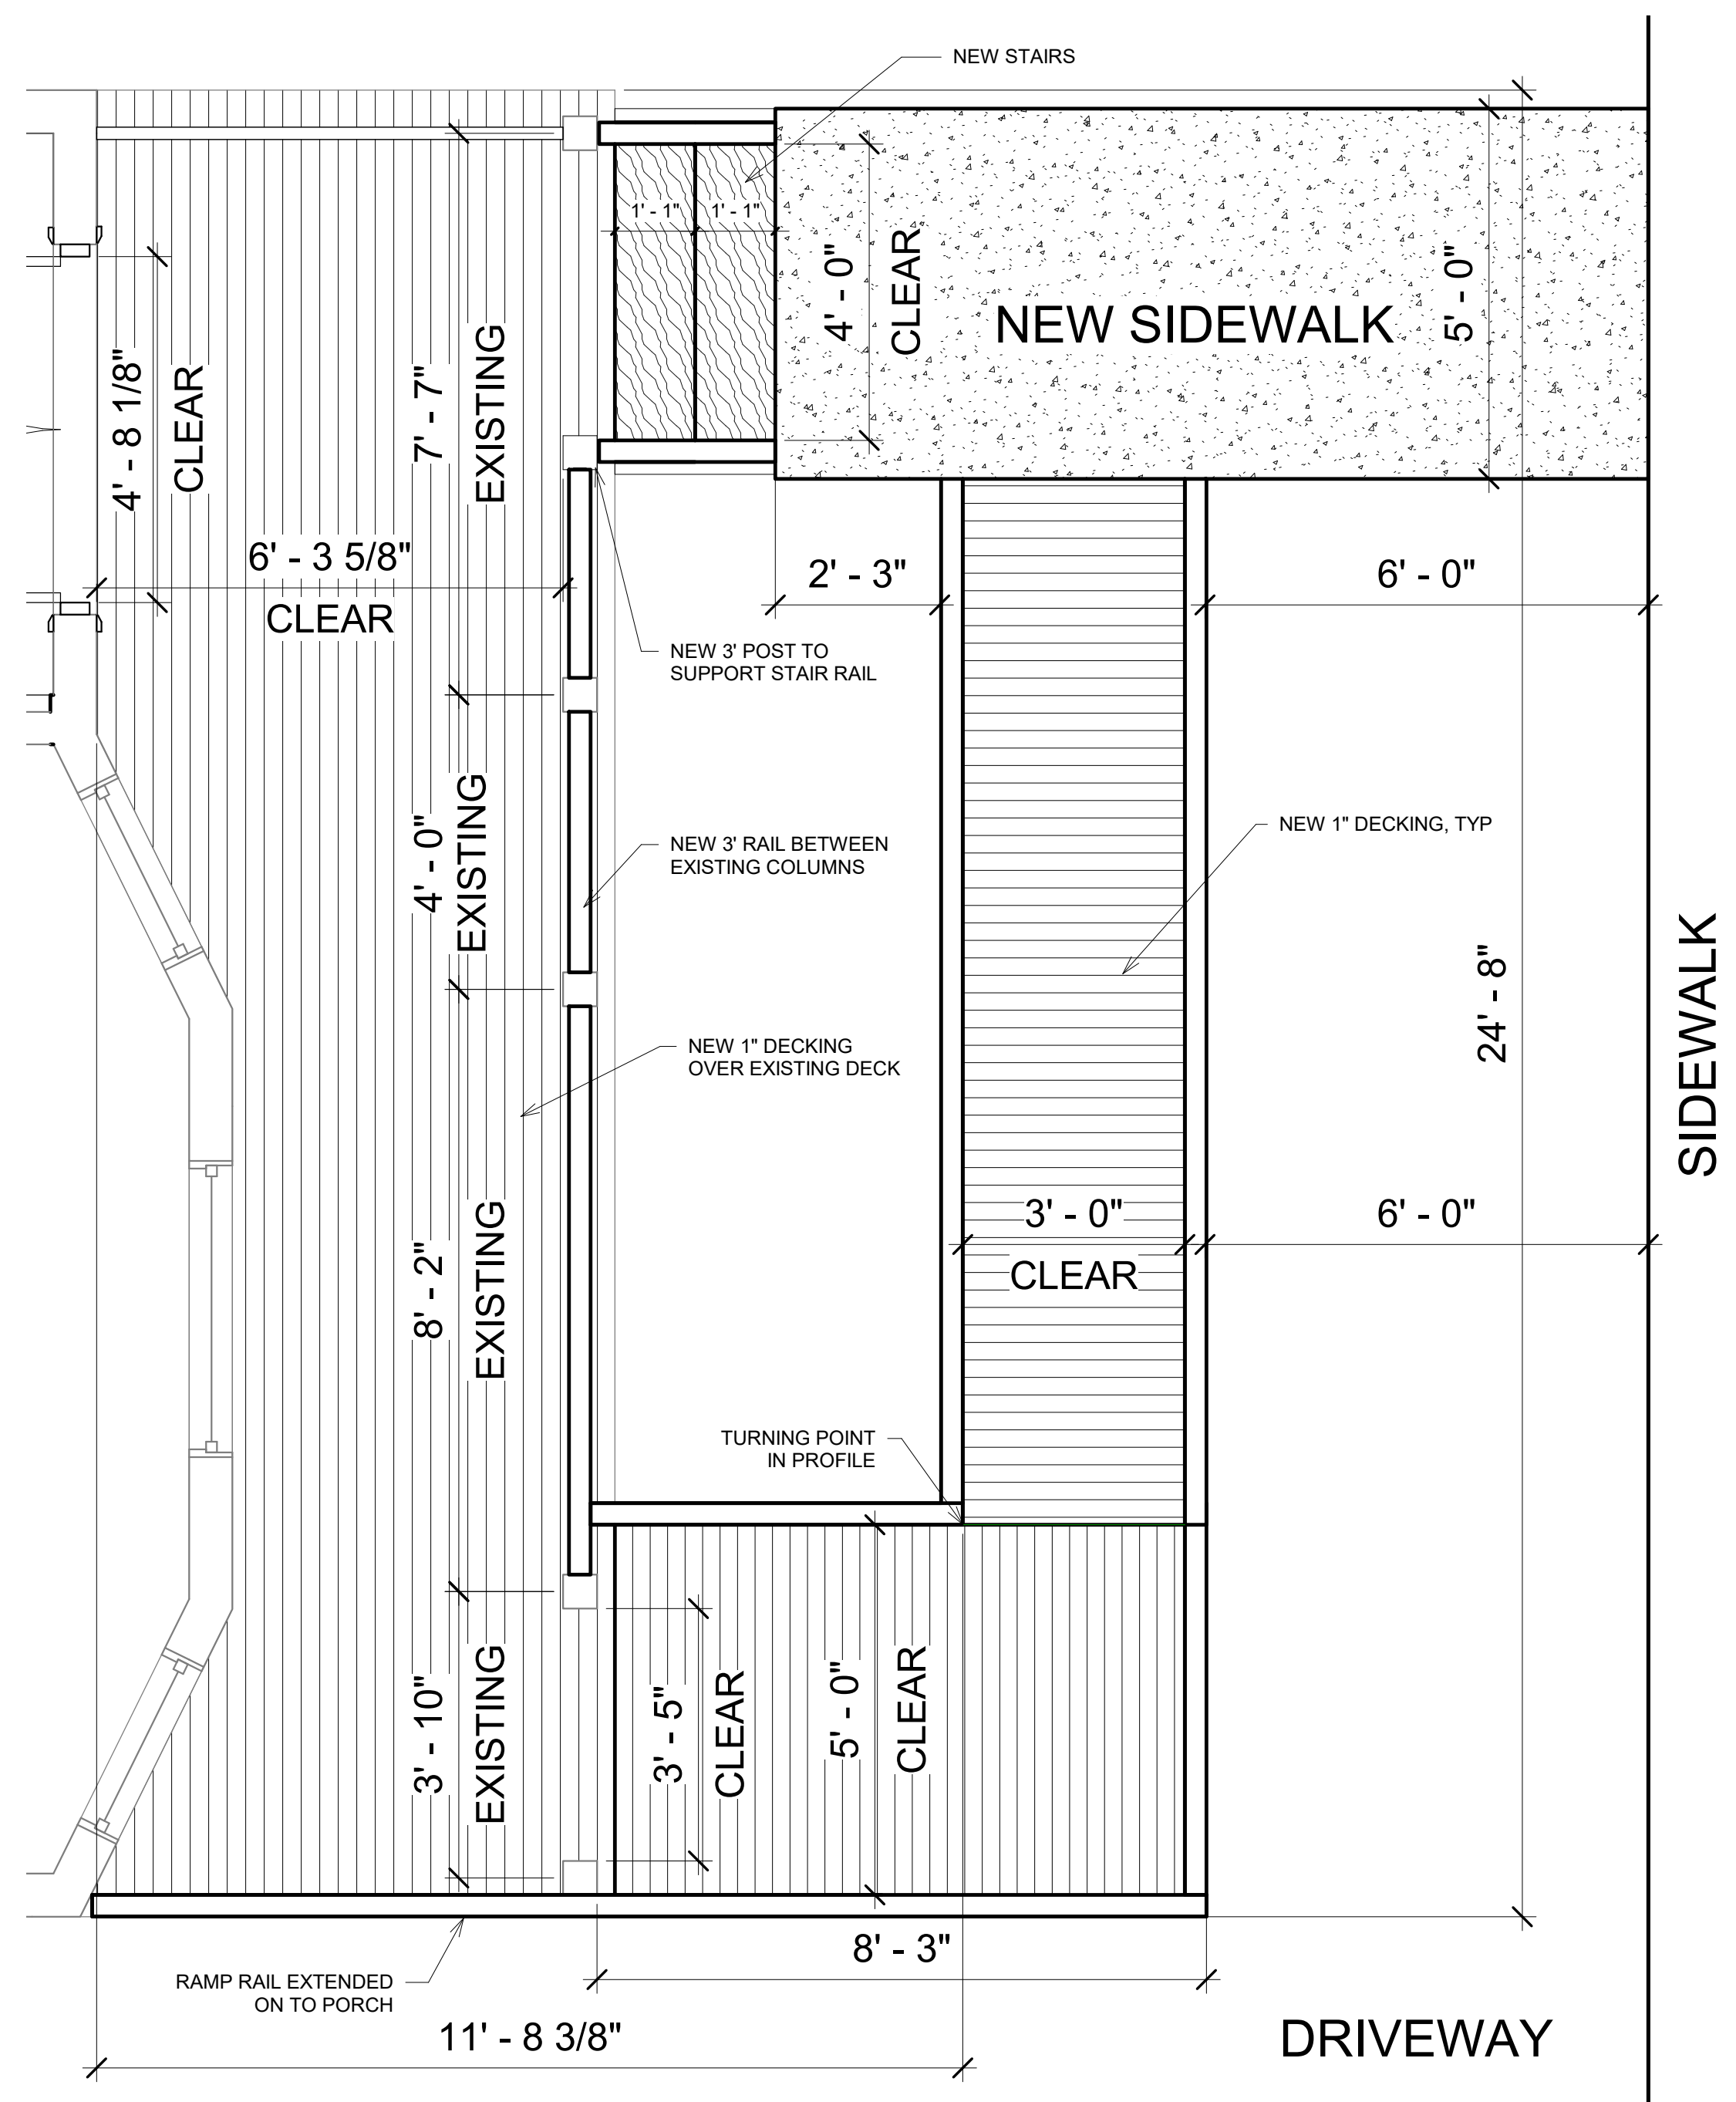 NEW STAIRS
1' - 1"
1' - 1"
4' - 0"
CLEAR
NEW SIDEWALK
5' - 0"
4' - 8 1/8"
CLEAR
7' - 7"
EXISTING
6' - 3 5/8"
CLEAR
2' - 3"
6' - 0"
NEW 3' POST TO
SUPPORT STAIR RAIL
4' - 0"
EXISTING
NEW 3' RAIL BETWEEN
EXISTING COLUMNS
NEW 1" DECKING, TYP
24' - 8"
SIDEWALK
NEW 1" DECKING
OVER EXISTING DECK
8' - 2"
EXISTING
3' - 0"
CLEAR
6' - 0"
TURNING POINT
IN PROFILE
3' - 10"
EXISTING
3' - 5"
CLEAR
5' - 0"
CLEAR
8' - 3"
RAMP RAIL EXTENDED
ON TO PORCH
11' - 8 3/8"
DRIVEWAY